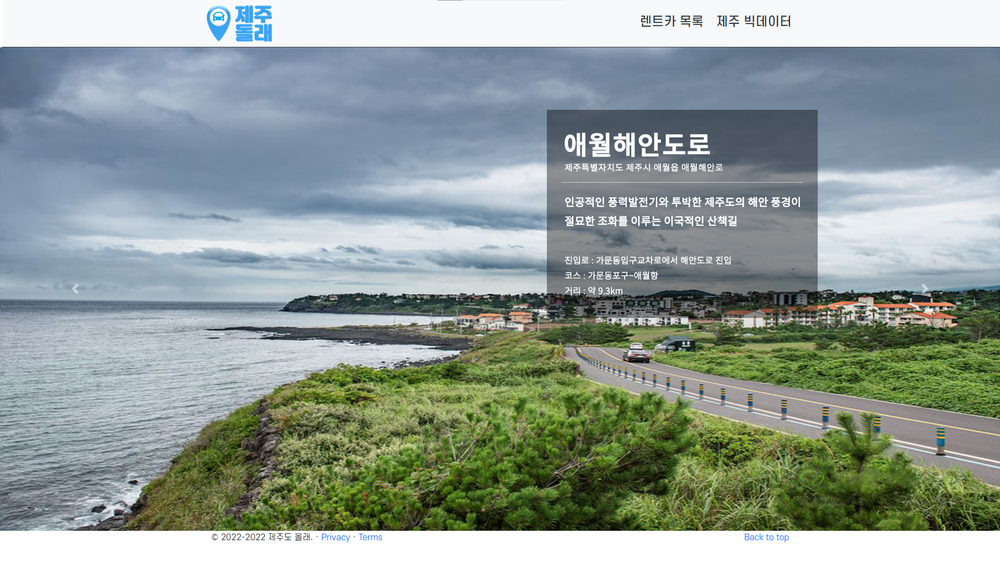 제주
돌래
렌트카 목록 제주 빅데이터
애월해안도로
제주특별자치도 제주시 애월읍 애월해안로
인공적인 풍력발전기와 투박한 제주도의 해안 풍경이
절묘한 조화를 이루는 이국적인 산책길
진입로 : 가문동입구교차로에서 해안도로 진입
코스 : 가문동포구~애월항
거리 : 약 9.3km
© 2022-2022 제주도 올래. · Privacy · Terms
Back to top